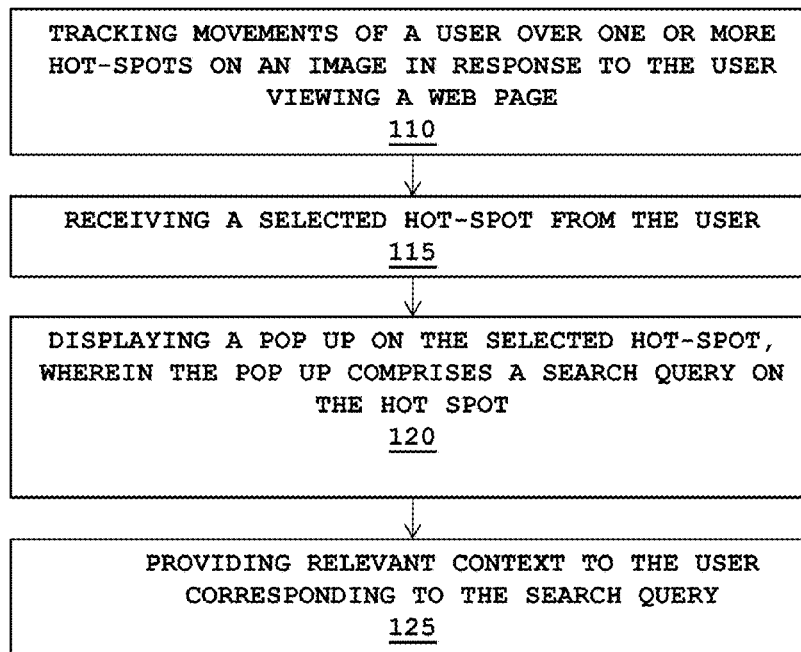 TRACKING MOVEMENTS OF A USER OVER ONE OR MORE
HOT-SPOTS ON AN IMAGE IN RESPONSE TO THE USER
VIEWING A WEB PAGE
110
RECEIVING A SELECTED HOT-SPOT FROM THE USER
115
DISPLAYING A POP UP ON THE SELECTED HOT-SPOT,
WHEREIN THE POP UP COMPRISES A SEARCH QUERY ON
THE HOT SPOT
120
PROVIDING RELEVANT CONTEXT TO THE USER
CORRESPONDING TO THE SEARCH QUERY
125